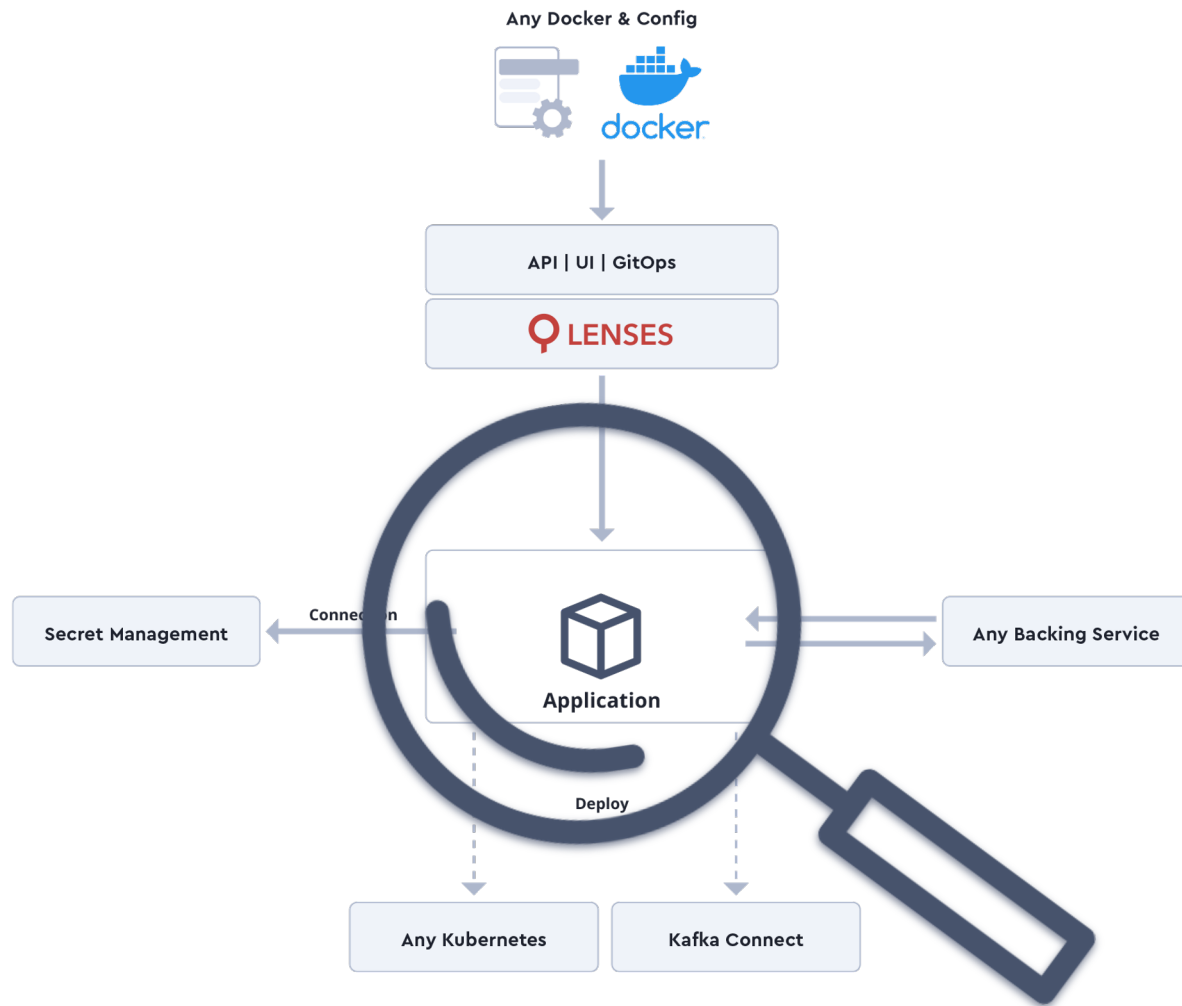 Any Docker & Config
docker
API | UI | GitOps
LENSES
Connection
Secret Management
Any Backing Service
Application
Deploy
Any Kubernetes
Kafka Connect